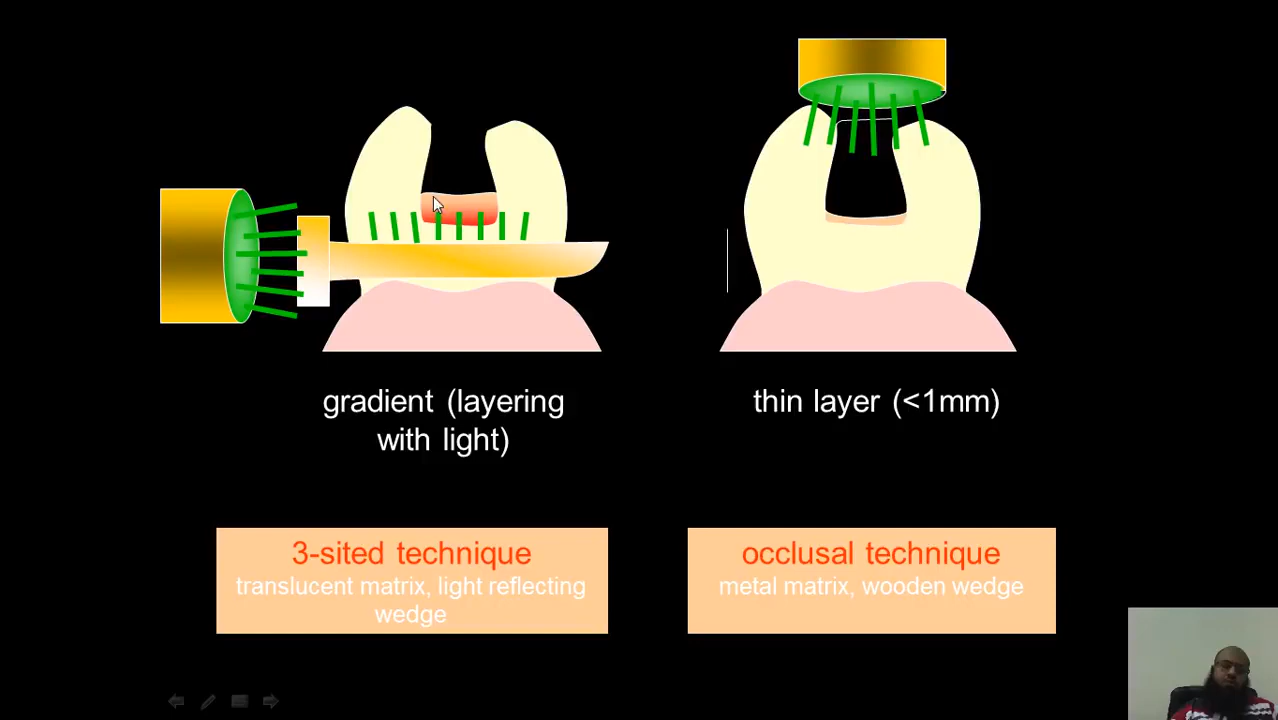 gradient (layering
with light)
thin layer (<1mm)
3-sited technique
translucent matrix, light reflecting
wedge
occlusal technique
metal matrix, wooden wedge